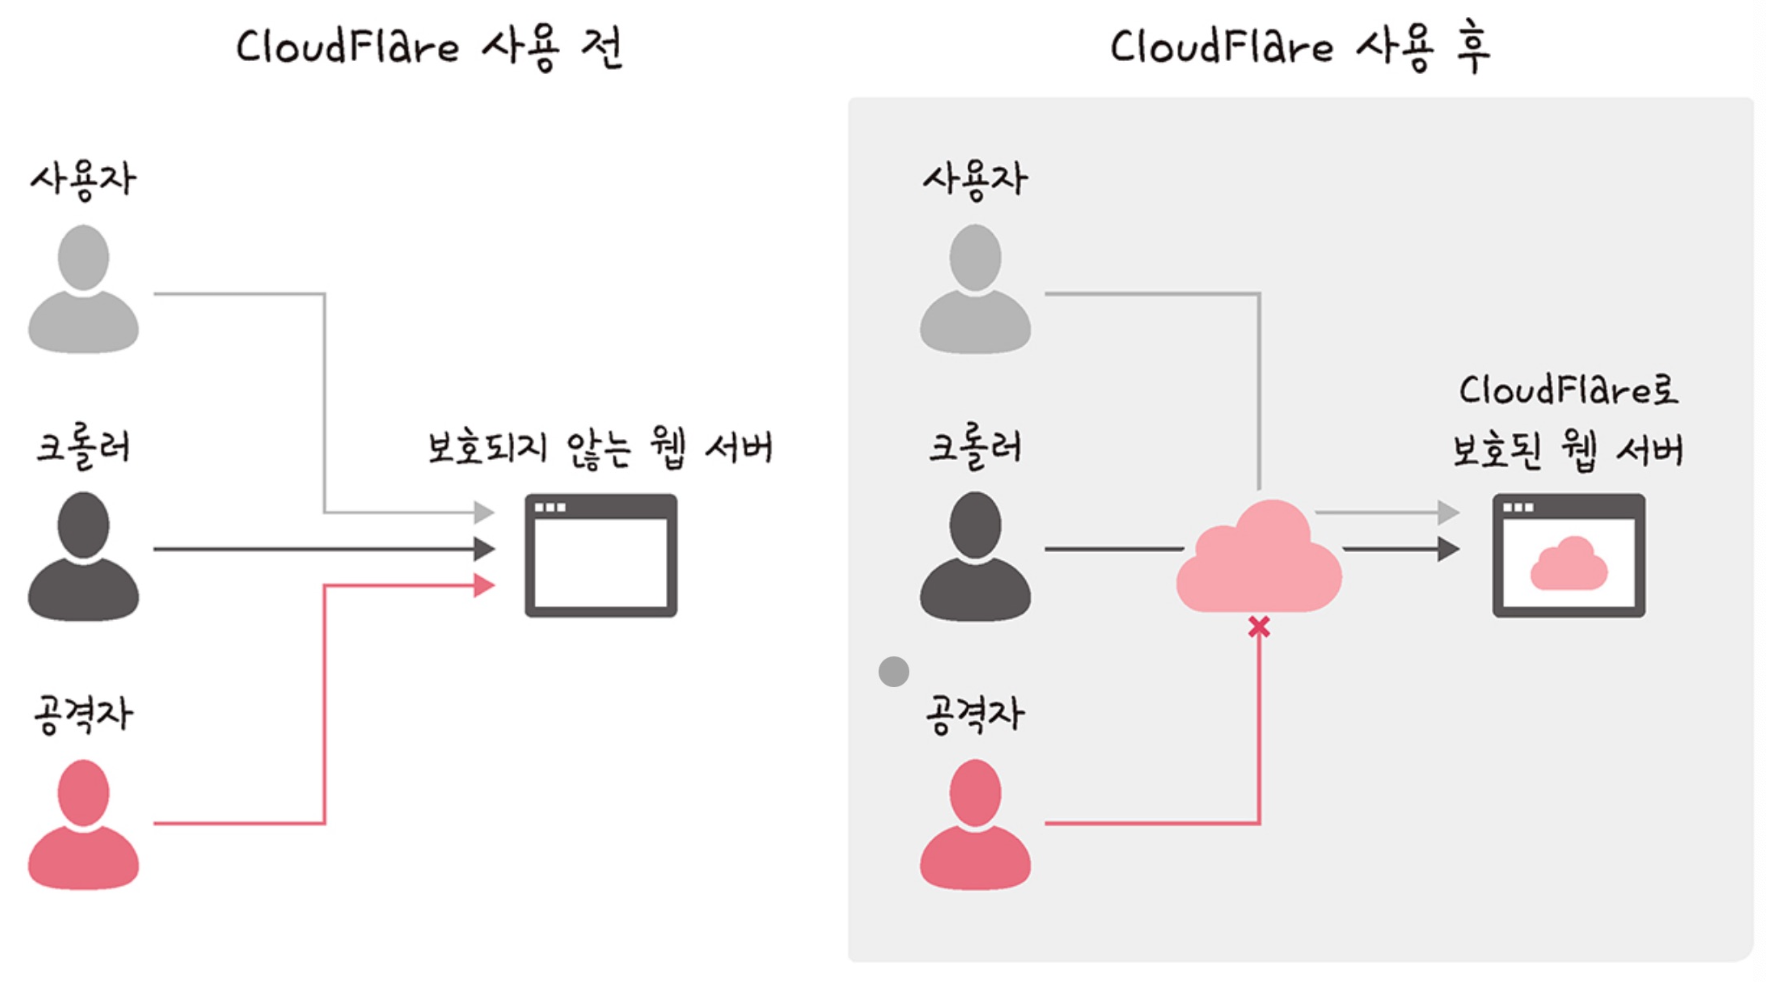 CloudFlare 사용 전
사용자
크롤러
보호되지 않는 웹 서버
공격자
CloudFlare 사용 후
사용자
크롤러
CloudFlare로
보호된 웹 서버
공격자